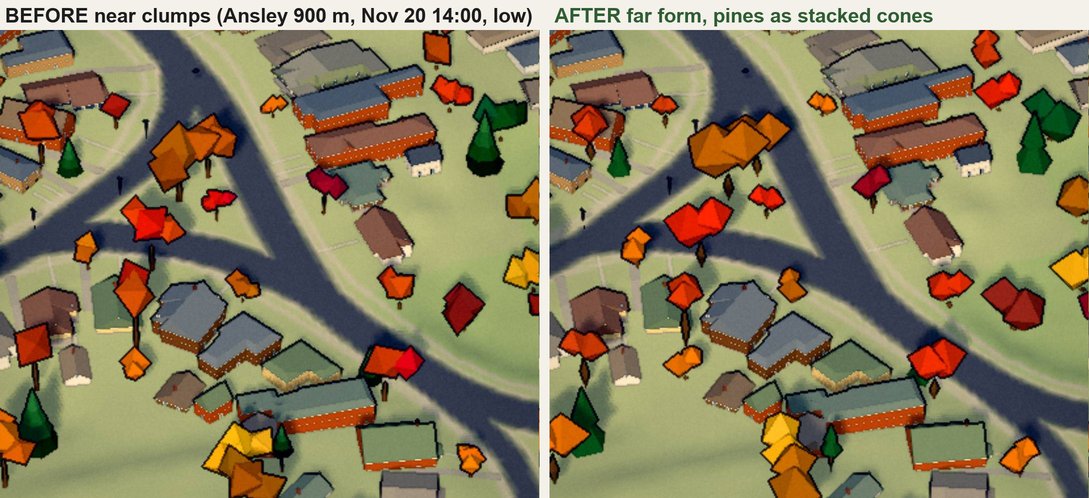 BEFORE near clumps (Ansley 900 m, Nov 20 14:00, low)
AFTER far form, pines as stacked cones